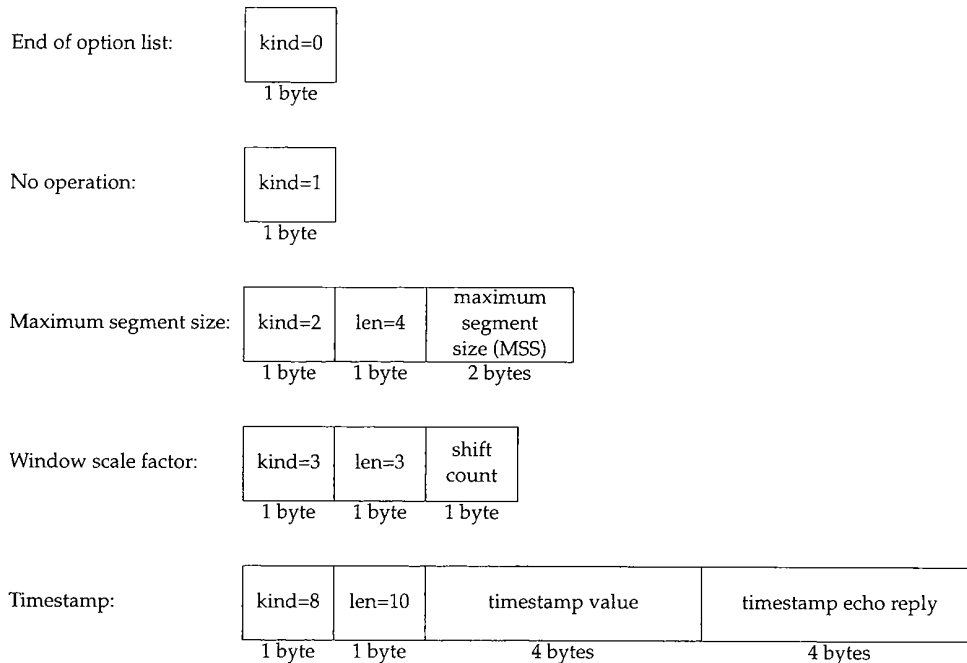 End of option list:
kind=0
1 byte
No operation:
kind=1
1 byte
Maximum segment size:
kind=2
len=4
maximum
segment
size (MSS)
1 byte
1 byte
2 bytes
Window scale factor:
kind=3
len=3
shift
count
1 byte
1 byte
1 byte
Timestamp:
kind=8
len=10
timestamp value
timestamp echo reply
1 byte
1 byte
4 bytes
4 bytes